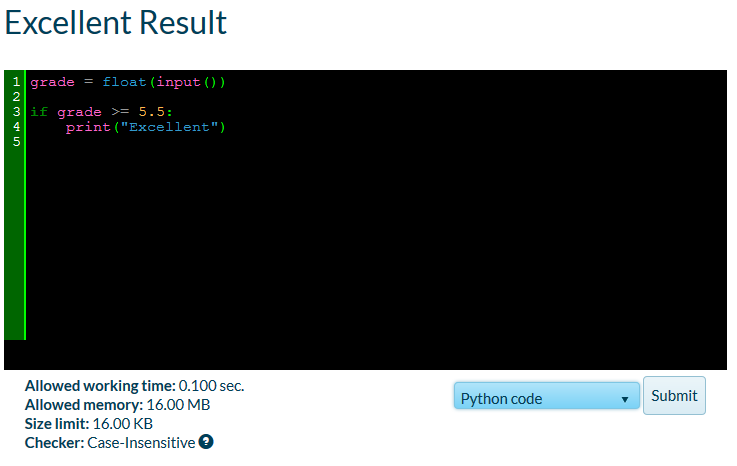 Excellent Result
1 grade = float(input())
2
3 if grade >= 5.5:
4     print("Excellent")
5
Allowed working time: 0.100 sec.
Allowed memory: 16.00 MB
Size limit: 16.00 KB
Checker: Case-Insensitive ?
Python code
Submit